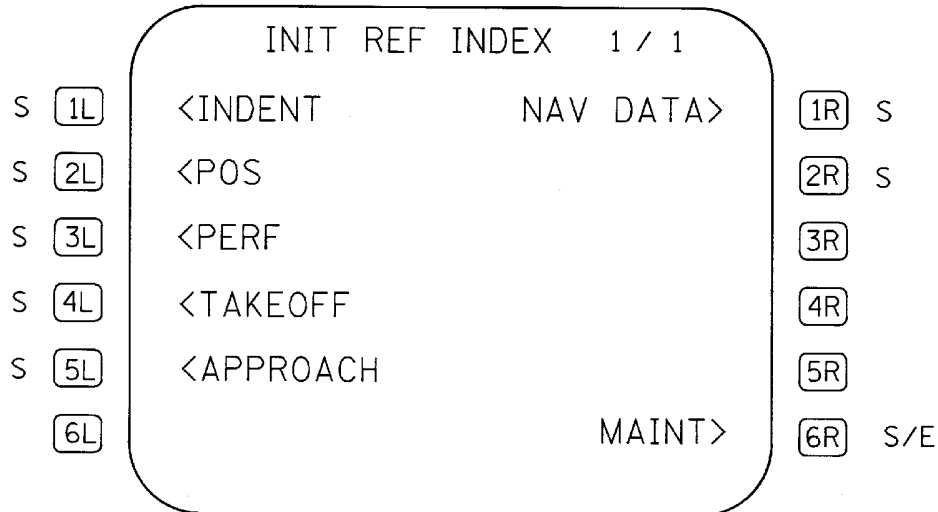 INIT REF INDEX 1 / 1
S 1L <INDENT NAV DATA> 1R S
S 2L <POS 2R S
S 3L <PERF 3R
S 4L <TAKEOFF 4R
S 5L <APPROACH 5R
6L MAINT> 6R S/E